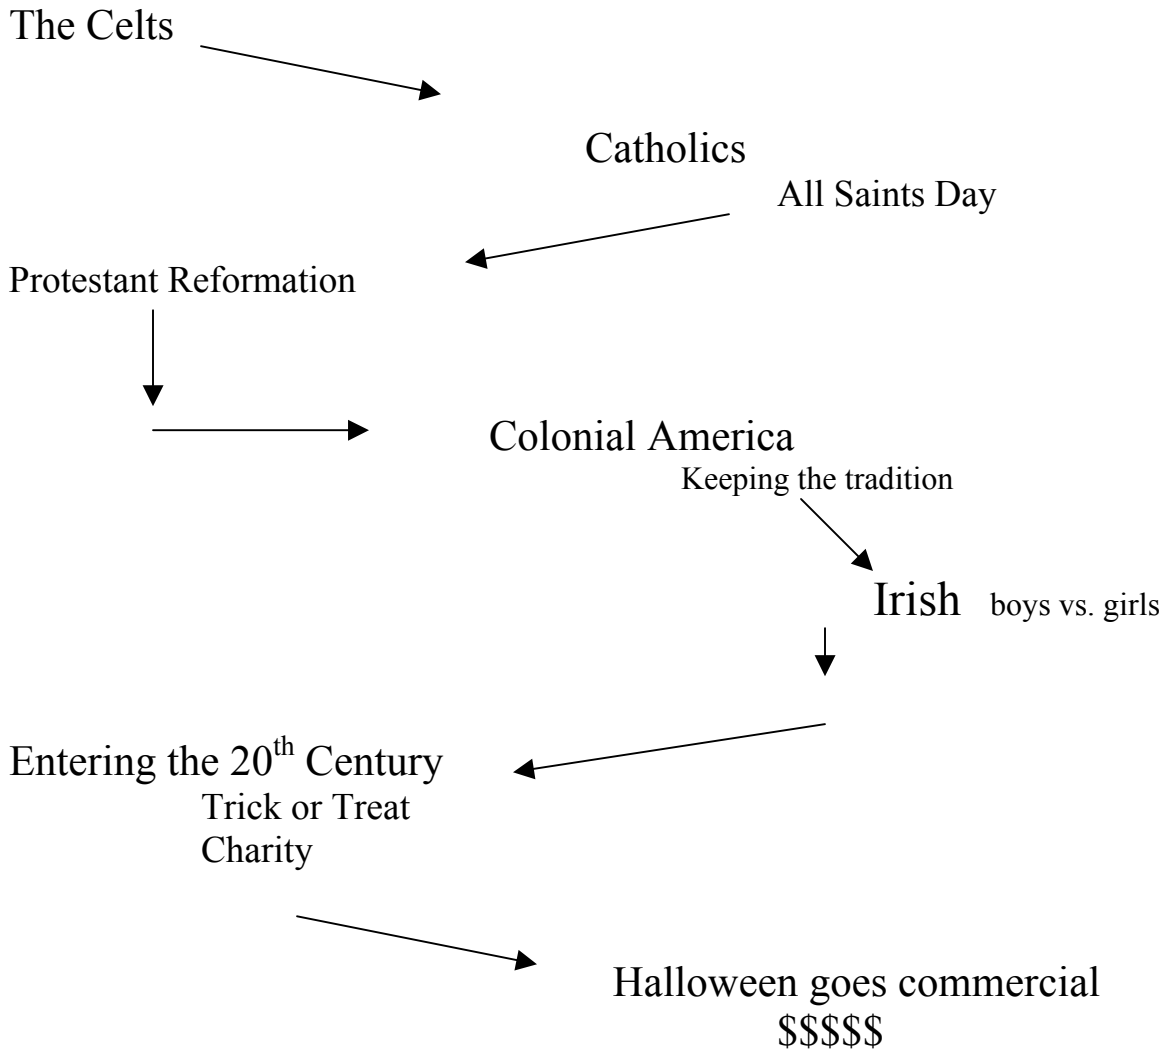 The Celts
Catholics
All Saints Day
Protestant Reformation
Colonial America
Keeping the tradition
Irish boys vs. girls
Entering the 20th Century
Trick or Treat
Charity
Halloween goes commercial
$$$$$